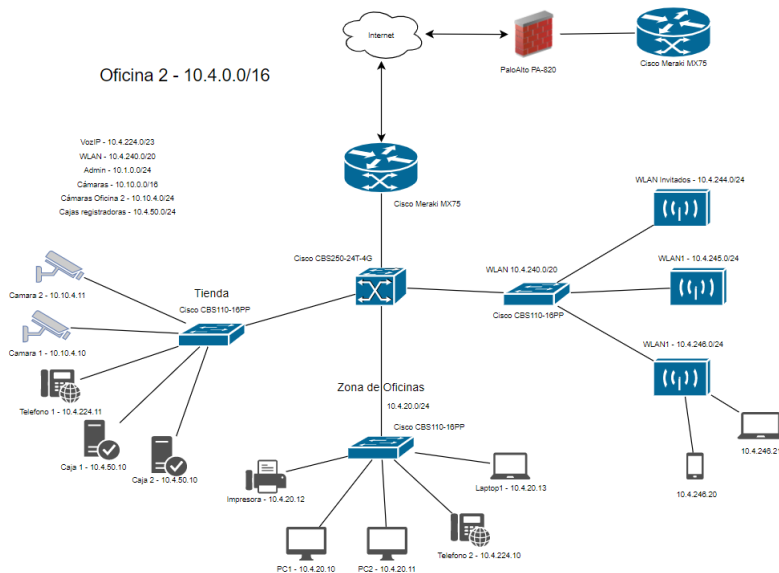 Internet
PaloAlto PA-820
Cisco Meraki MX75
Oficina 2 - 10.4.0.0/16
VozIP - 10.4.224.0/23
WLAN - 10.4.240.0/20
Admin - 10.1.0.0/24
Cámaras - 10.10.0.0/16
Cámaras Oficina 2 - 10.10.4.0/24
Cajas registradoras - 10.4.50.0/24
Cisco Meraki MX75
WLAN Invitados - 10.4.244.0/24
Cisco CBS250-24T-4G
WLAN 10.4.240.0/20
Cisco CBS110-16PP
WLAN1 - 10.4.245.0/24
Tienda
Cisco CBS110-16PP
Camara 2 - 10.10.4.11
Camara 1 - 10.10.4.10
WLAN1 - 10.4.246.0/24
Telefono 1 - 10.4.224.11
Caja 1 - 10.4.50.10
Caja 2 - 10.4.50.10
Zona de Oficinas
10.4.20.0/24
Cisco CBS110-16PP
10.4.246.21
10.4.246.20
Impresora - 10.4.20.12
Laptop1 - 10.4.20.13
Telefono 2 - 10.4.224.10
PC1 - 10.4.20.10
PC2 - 10.4.20.11